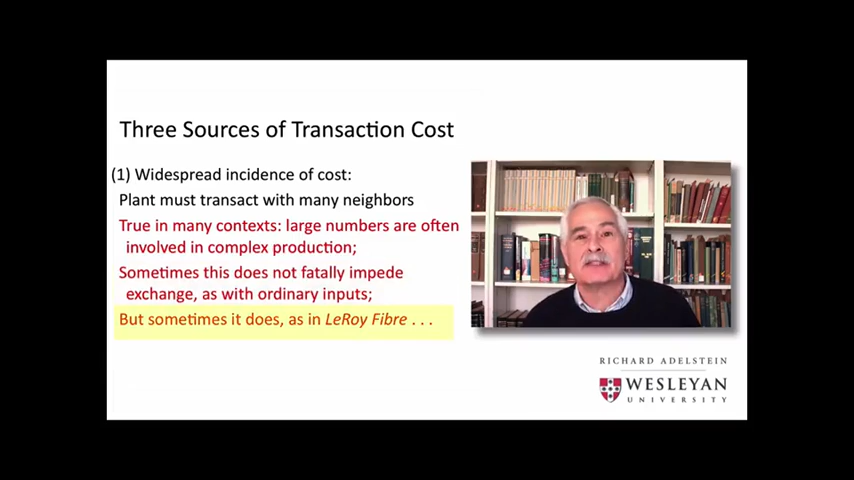 Three Sources of Transaction Cost
(1) Widespread incidence of cost:
Plant must transact with many neighbors
True in many contexts: large numbers are often
involved in complex production;
Sometimes this does not fatally impede
exchange, as with ordinary inputs;
But sometimes it does, as in LeRoy Fibre . . .
RICHARD ADELSTEIN
WESLEYAN
UNIVERSITY